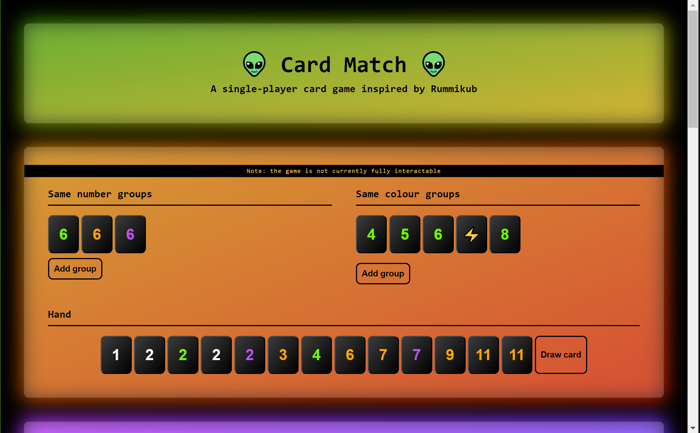 👽 Card Match 👽
A single-player card game inspired by Rummikub
Note: the game is not currently fully interactable
Same number groups
6 6 6
Add group
Same colour groups
4 5 6 ⚡ 8
Add group
Hand
1 2 2 2 2 3 4 6 7 7 9 11 11 Draw card